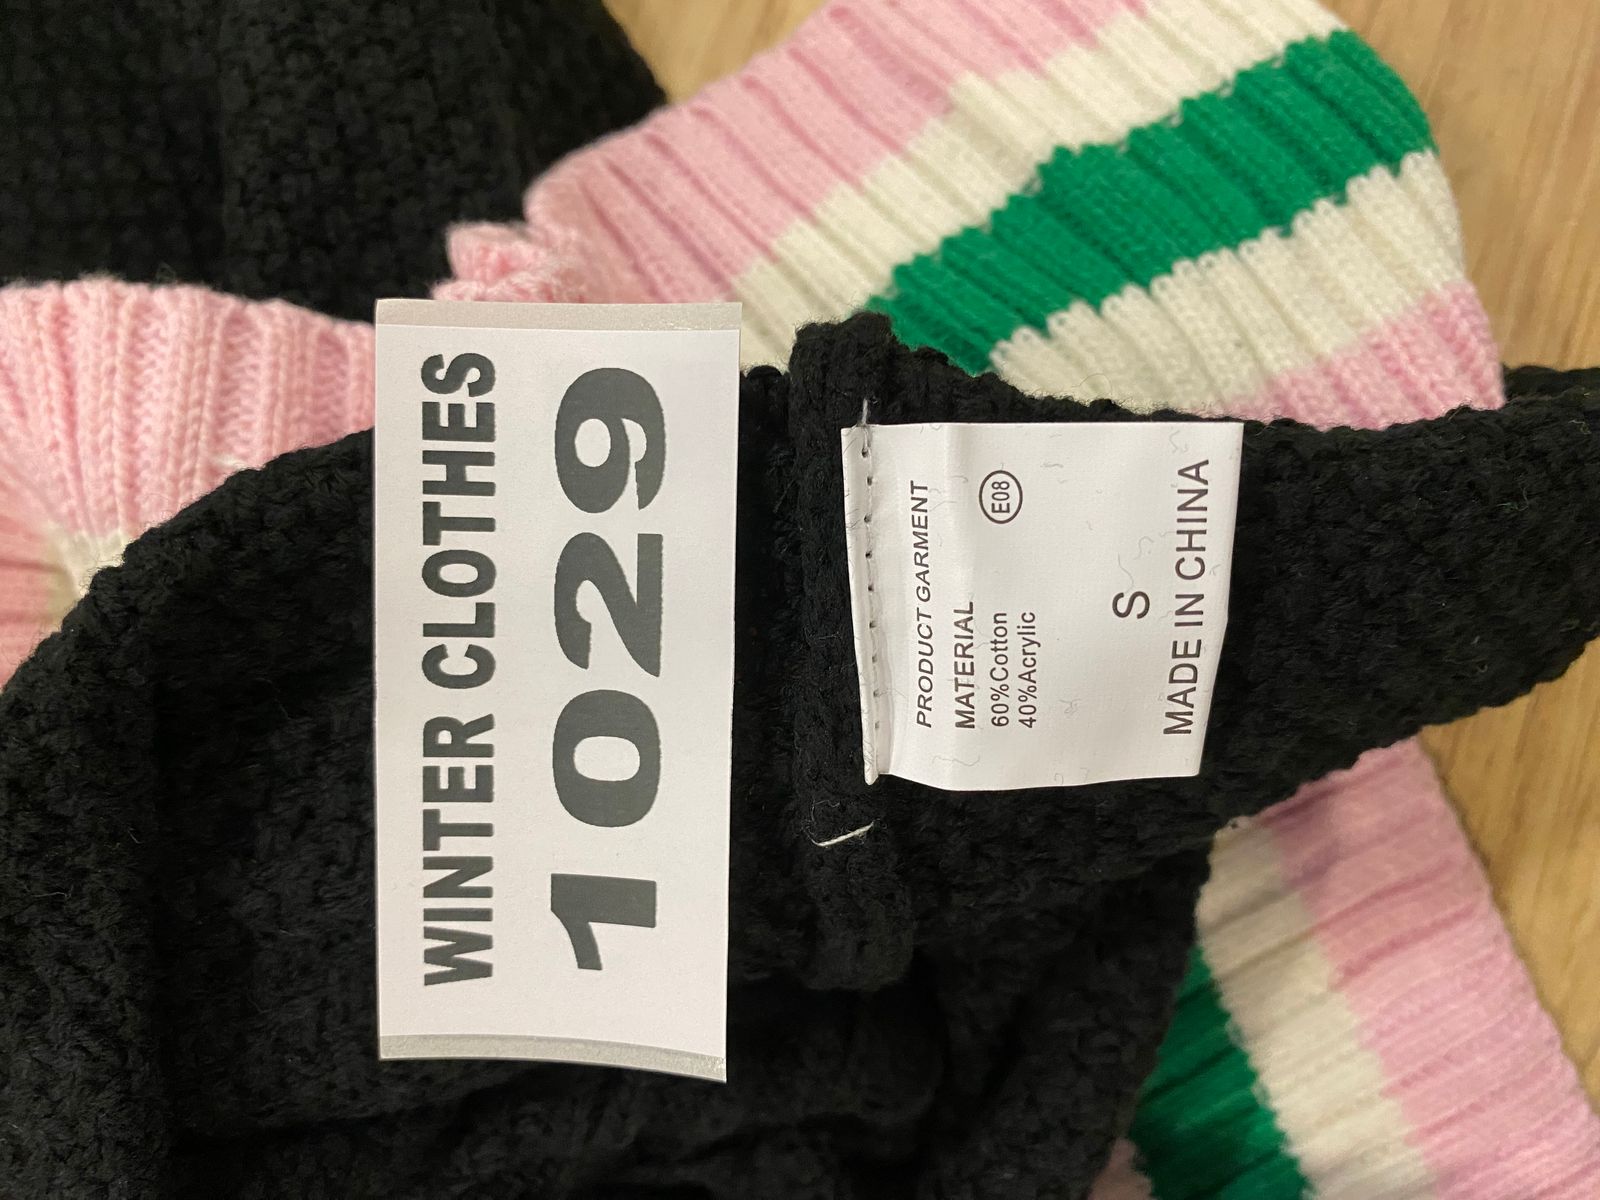 WINTER CLOTHES
1029
PRODUCT GARMENT
MATERIAL
60%Cotton
40%Acrylic
E08
S
MADE IN CHINA